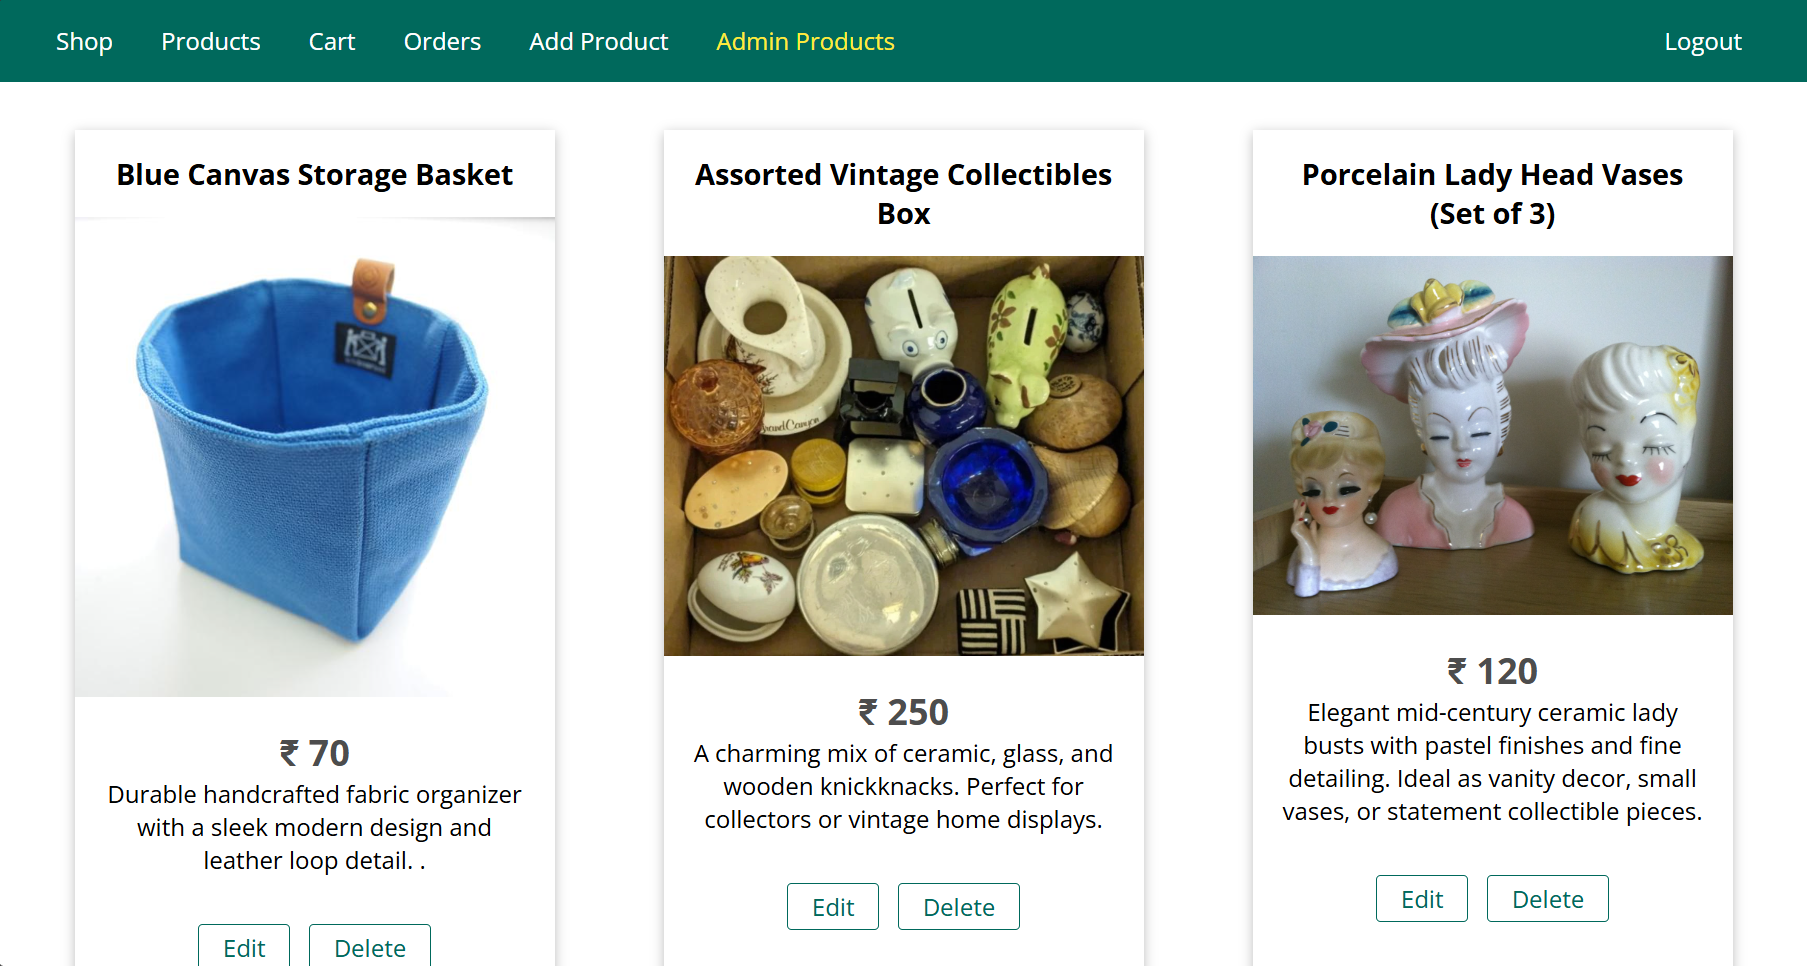 Shop Products Cart Orders Add Product Admin Products Logout
Blue Canvas Storage Basket
₹ 70
Durable handcrafted fabric organizer
with a sleek modern design and
leather loop detail. .
Edit Delete
Assorted Vintage Collectibles
Box
₹ 250
A charming mix of ceramic, glass, and
wooden knickknacks. Perfect for
collectors or vintage home displays.
Edit Delete
Porcelain Lady Head Vases
(Set of 3)
₹ 120
Elegant mid-century ceramic lady
busts with pastel finishes and fine
detailing. Ideal as vanity decor, small
vases, or statement collectible pieces.
Edit Delete